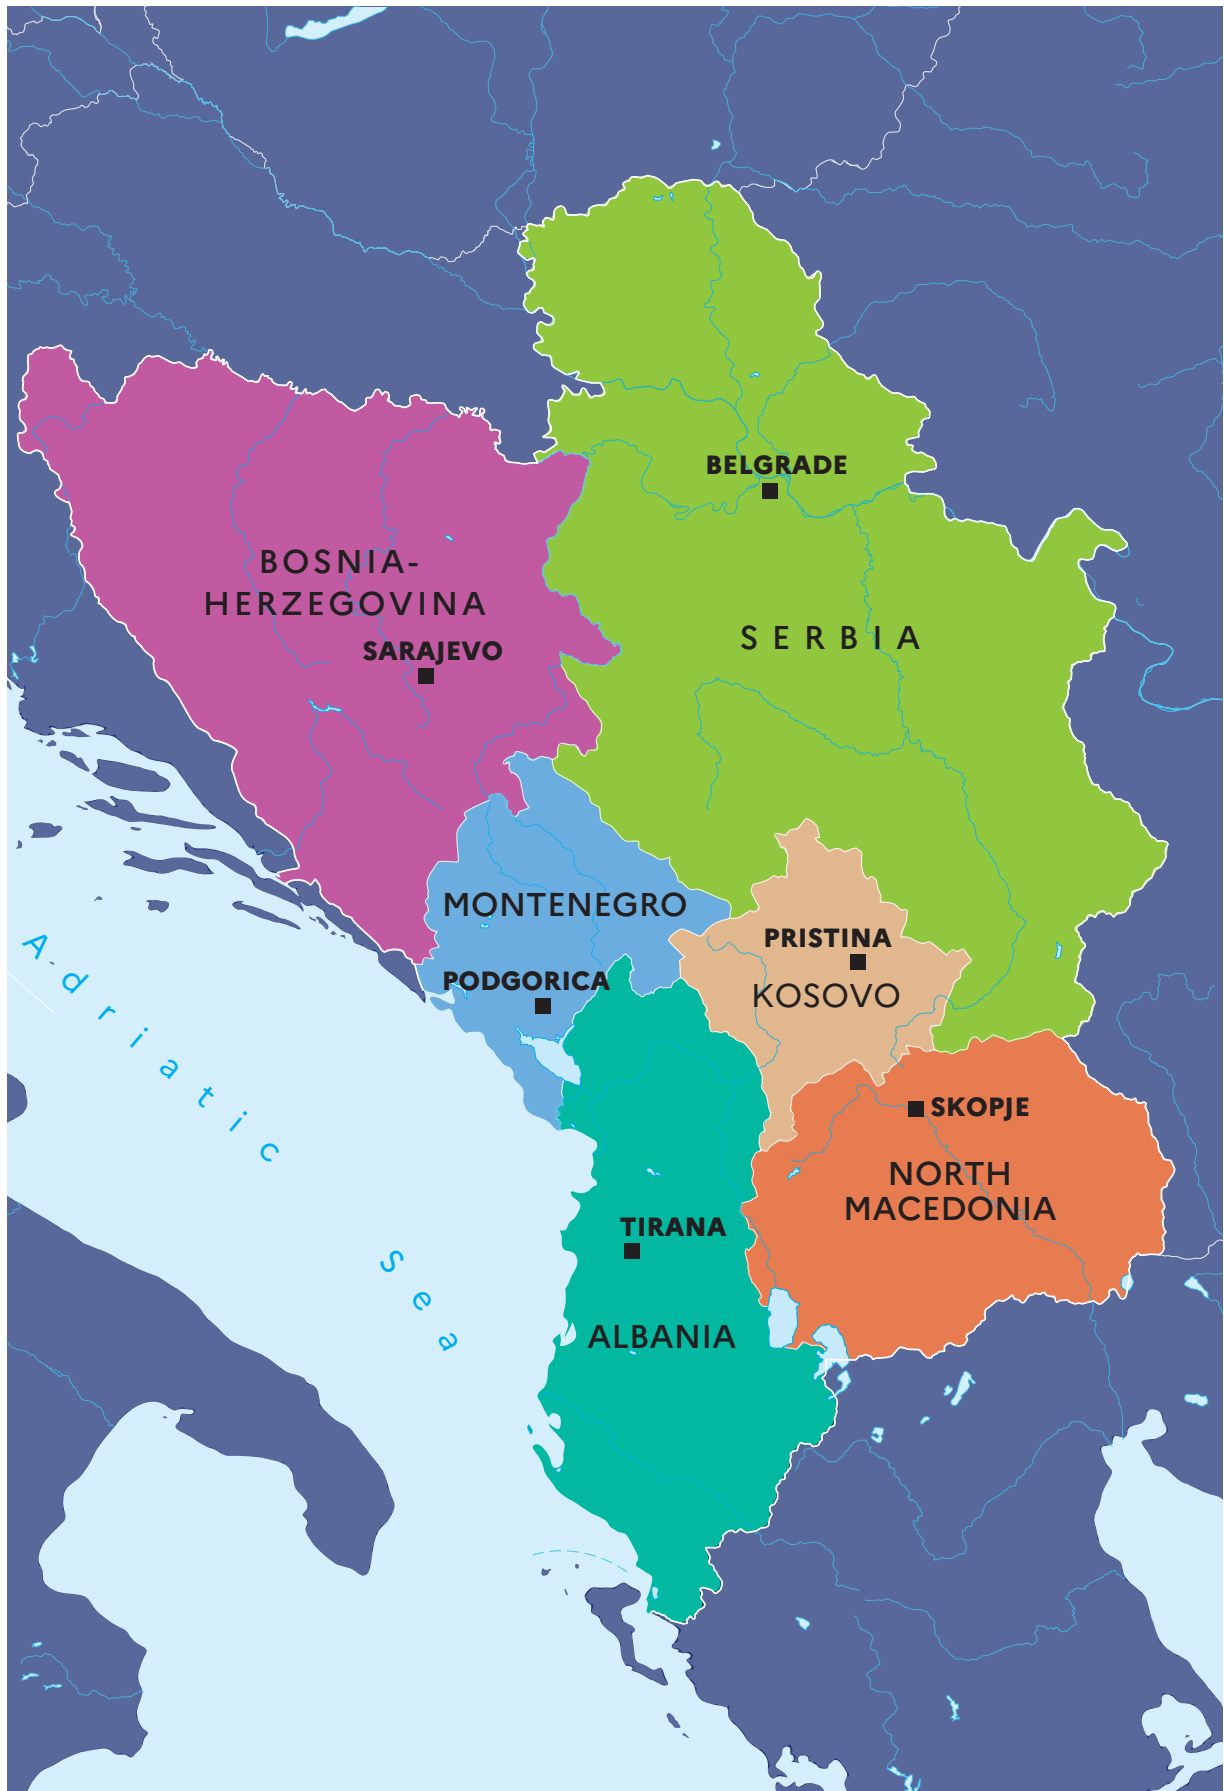 BELGRADE
BOSNIA-
HERZEGOVINA
SERBIA
SARAJEVO
MONTENEGRO
PRISTINA
PODGORICA
KOSOVO
SKOPJE
NORTH
MACEDONIA
TIRANA
ALBANIA
Adriatic Sea